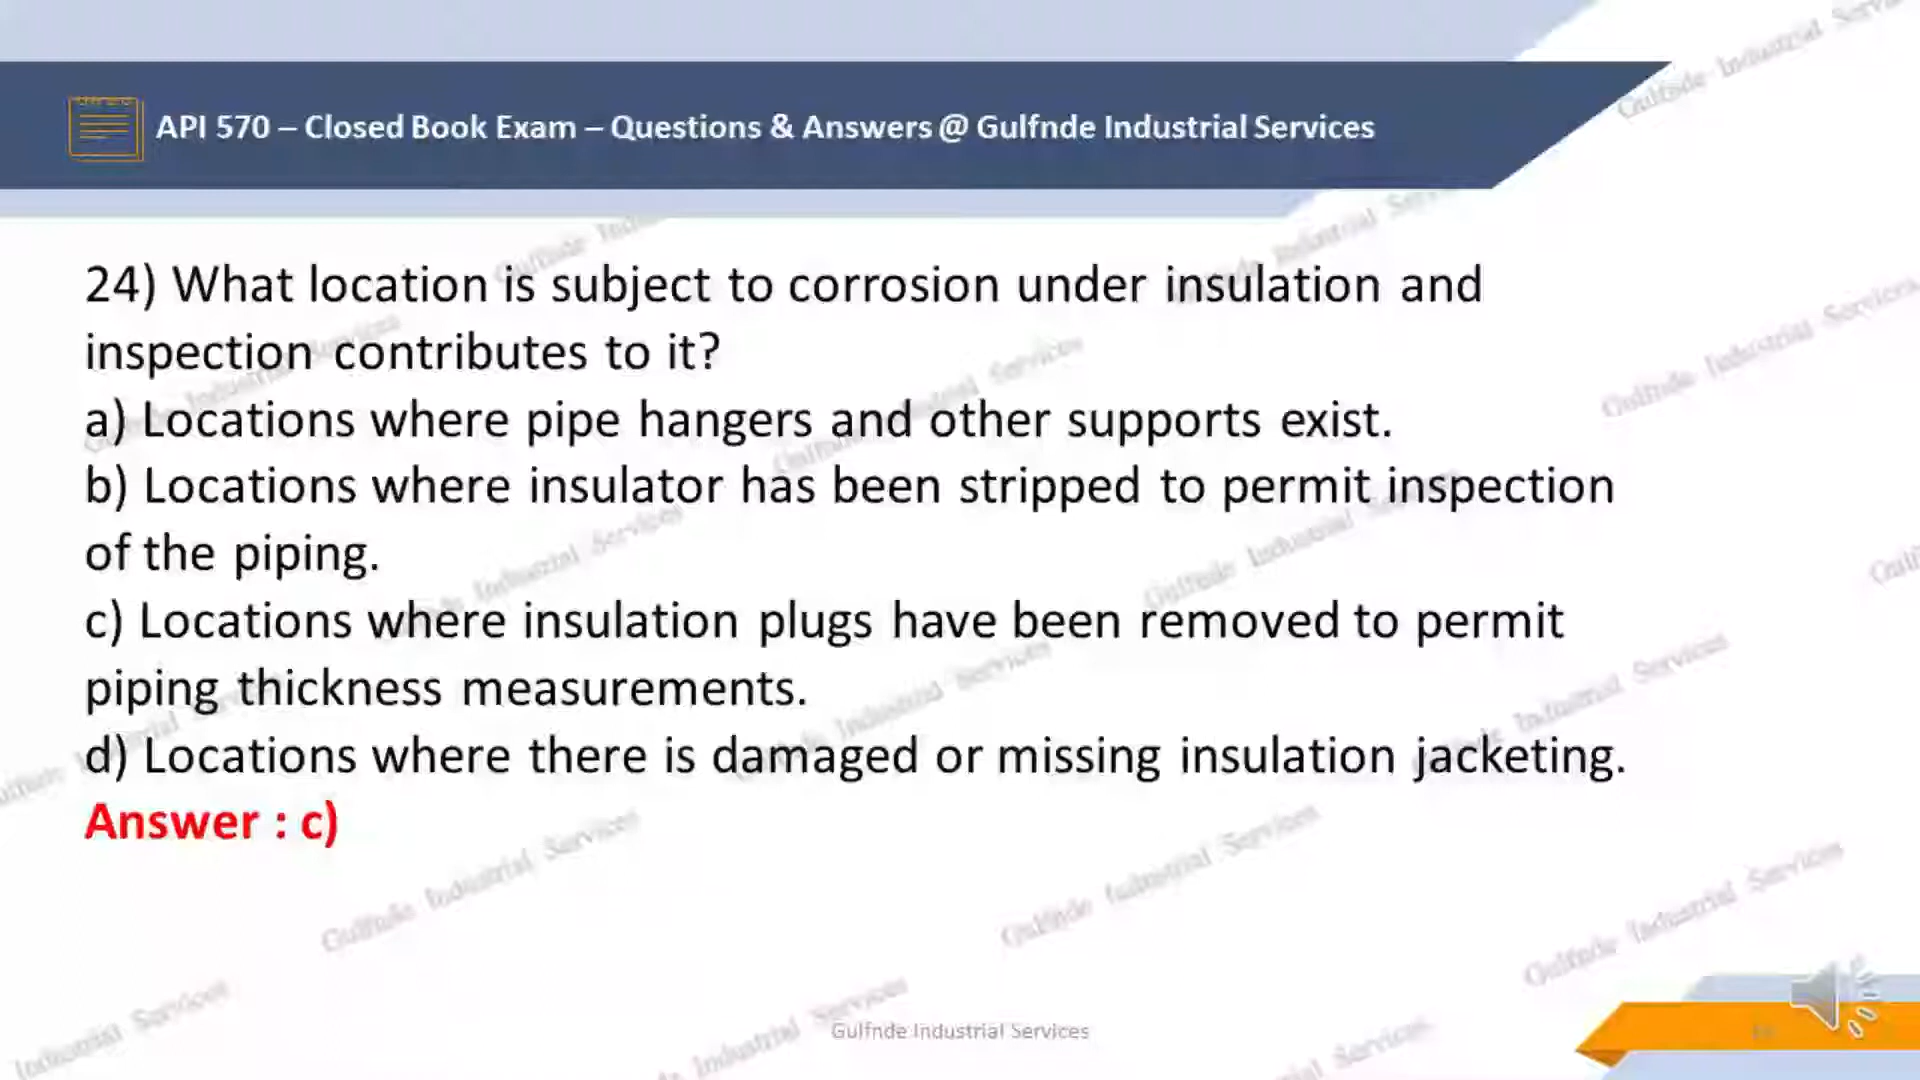 API 570 – Closed Book Exam – Questions & Answers @ Gulfnde Industrial Services
24) What location is subject to corrosion under insulation and
inspection contributes to it?
a) Locations where pipe hangers and other supports exist.
b) Locations where insulator has been stripped to permit inspection
of the piping.
c) Locations where insulation plugs have been removed to permit
piping thickness measurements.
d) Locations where there is damaged or missing insulation jacketing.
Answer : c)
Gulfnde Industrial Services